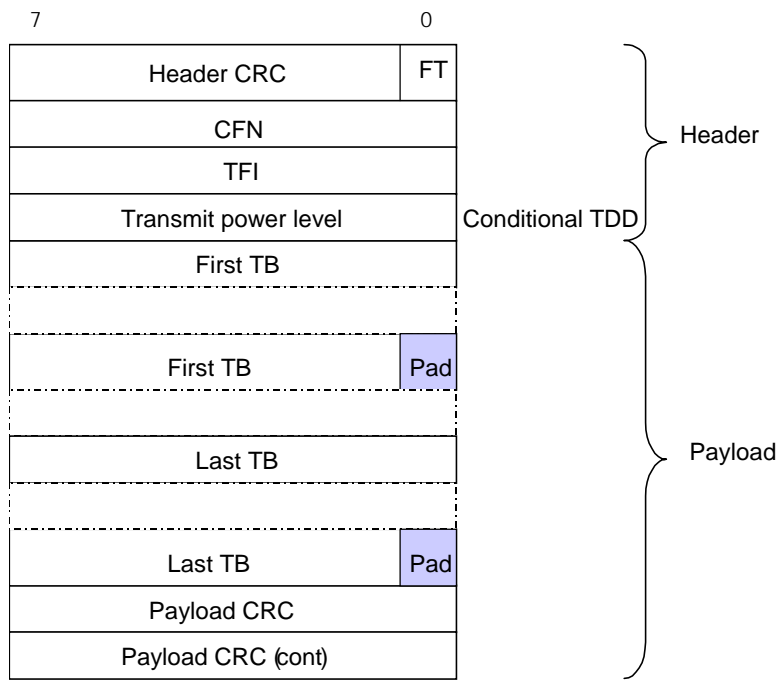 7 0
Header CRC FT
CFN
Header
TFI
Transmit power level Conditional TDD
First TB
First TB Pad
Last TB
Payload
Last TB Pad
Payload CRC
Payload CRC (cont)